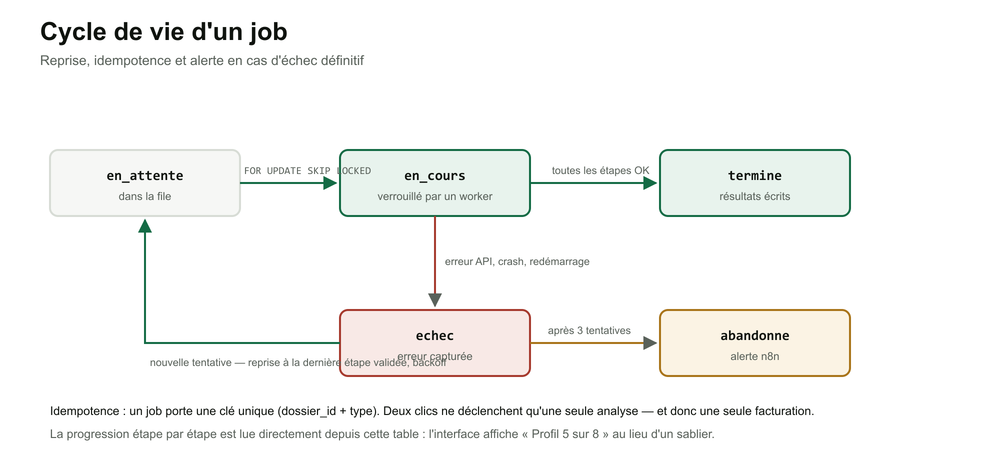 Cycle de vie d'un job
Reprise, idempotence et alerte en cas d'échec définitif
en_attente
dans la file
FOR UPDATE SKIP LOCKED
en_cours
verrouillé par un worker
toutes les étapes OK
termine
résultats écrits
erreur API, crash, redémarrage
echec
erreur capturée
après 3 tentatives
abandonne
alerte n8n
nouvelle tentative — reprise à la dernière étape validée, backoff
Idempotence : un job porte une clé unique (dossier_id + type). Deux clics ne déclenchent qu'une seule analyse — et donc une seule facturation.
La progression étape par étape est lue directement depuis cette table : l'interface affiche « Profil 5 sur 8 » au lieu d'un sablier.